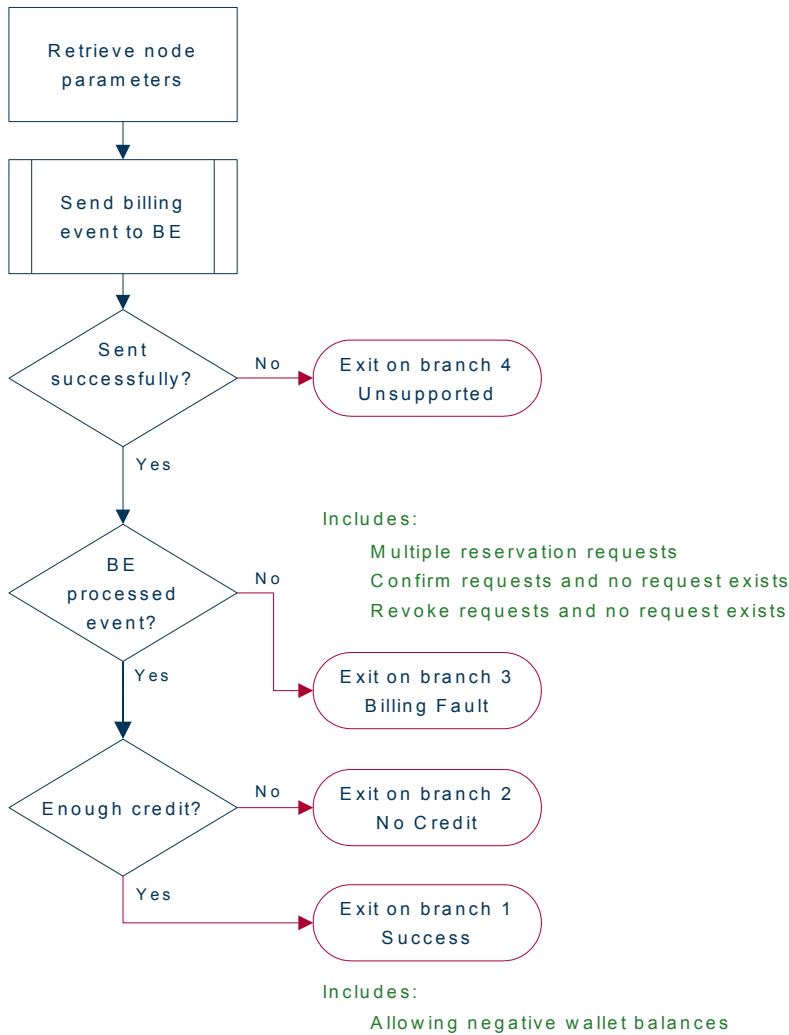 Retrieve node
parameters
Send billing
event to BE
Sent
successfully?
No
Exit on branch 4
Unsupported
Yes
Includes:
Multiple reservation requests
Confirm requests and no request exists
Revoke requests and no request exists
BE
processed
event?
No
Exit on branch 3
Billing Fault
Yes
Enough credit?
No
Exit on branch 2
No Credit
Yes
Exit on branch 1
Success
Includes:
Allowing negative wallet balances